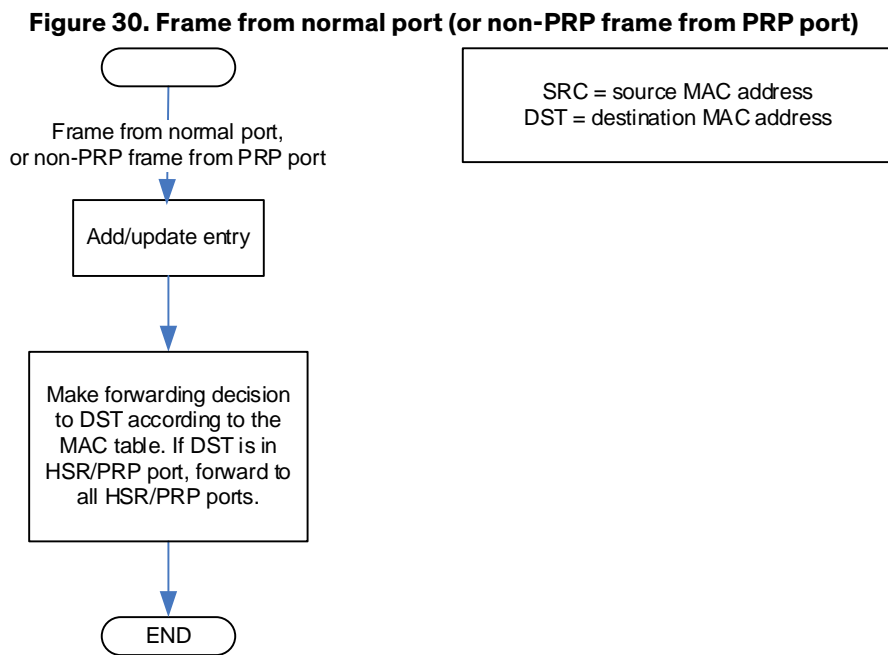 Figure 30. Frame from normal port (or non-PRP frame from PRP port)
SRC = source MAC address
DST = destination MAC address
Frame from normal port,
or non-PRP frame from PRP port
Add/update entry
Make forwarding decision
to DST according to the
MAC table. If DST is in
HSR/PRP port, forward to
all HSR/PRP ports.
END